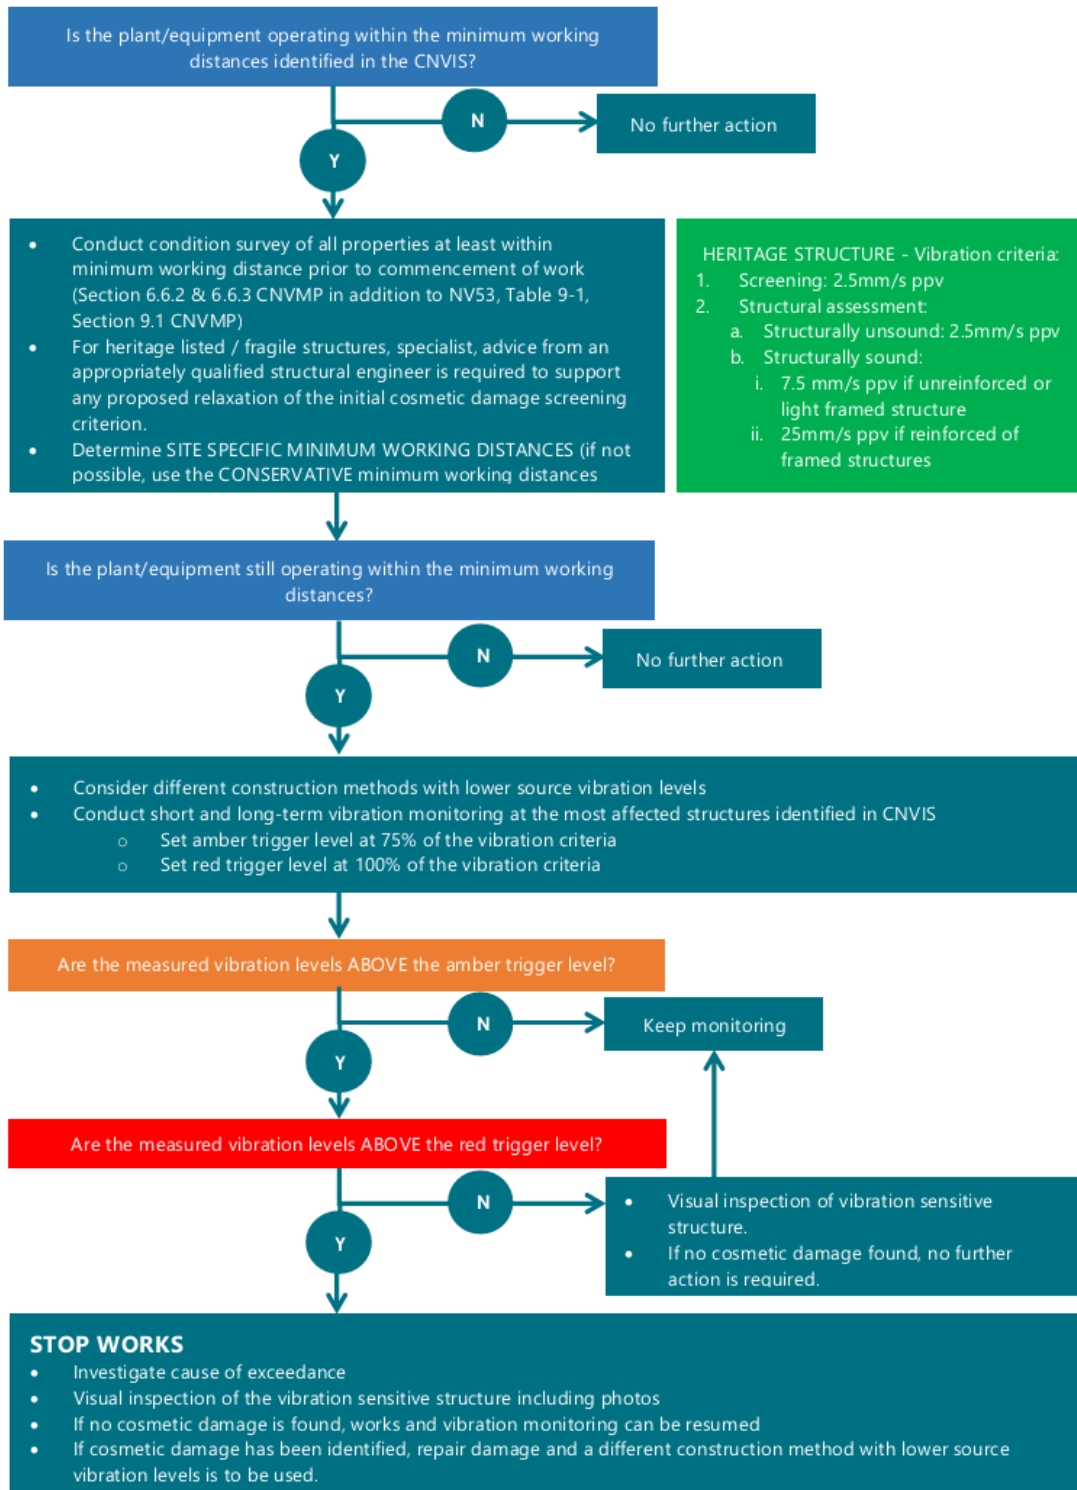 Is the plant/equipment operating within the minimum working
distances identified in the CNVIS?
N
No further action
Y
• Conduct condition survey of all properties at least within
minimum working distance prior to commencement of work
(Section 6.6.2 & 6.6.3 CNVMP in addition to NV53, Table 9-1,
Section 9.1 CNVMP)
• For heritage listed / fragile structures, specialist, advice from an
appropriately qualified structural engineer is required to support
any proposed relaxation of the initial cosmetic damage screening
criterion.
• Determine SITE SPECIFIC MINIMUM WORKING DISTANCES (if not
possible, use the CONSERVATIVE minimum working distances
HERITAGE STRUCTURE - Vibration criteria:
1. Screening: 2.5mm/s ppv
2. Structural assessment:
a. Structurally unsound: 2.5mm/s ppv
b. Structurally sound:
i. 7.5 mm/s ppv if unreinforced or
light framed structure
ii. 25mm/s ppv if reinforced of
framed structures
Is the plant/equipment still operating within the minimum working
distances?
N
No further action
Y
• Consider different construction methods with lower source vibration levels
• Conduct short and long-term vibration monitoring at the most affected structures identified in CNVIS
o Set amber trigger level at 75% of the vibration criteria
o Set red trigger level at 100% of the vibration criteria
Are the measured vibration levels ABOVE the amber trigger level?
N
Keep monitoring
Y
Are the measured vibration levels ABOVE the red trigger level?
N
• Visual inspection of vibration sensitive
structure.
• If no cosmetic damage found, no further
action is required.
Y
STOP WORKS
• Investigate cause of exceedance
• Visual inspection of the vibration sensitive structure including photos
• If no cosmetic damage is found, works and vibration monitoring can be resumed
• If cosmetic damage has been identified, repair damage and a different construction method with lower source
vibration levels is to be used.